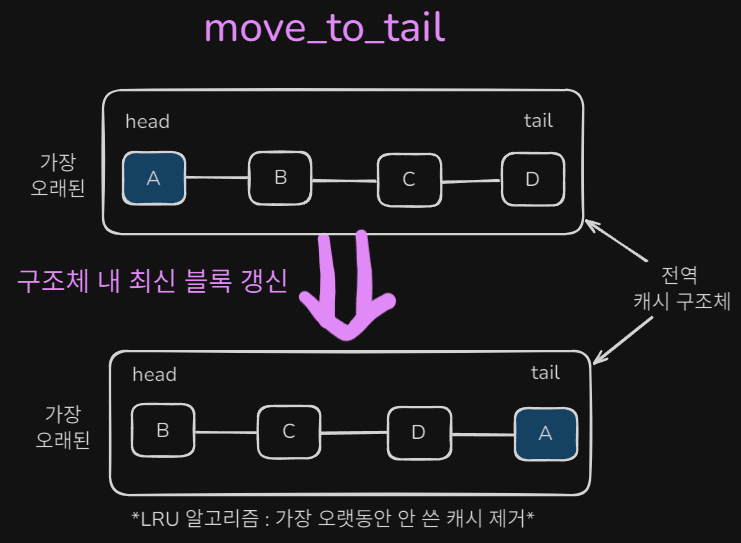 move_to_tail
head
tail
가장
오래된
A
B
C
D
구조체 내 최신 블록 갱신
전역
캐시 구조체
head
tail
가장
오래된
B
C
D
A
*LRU 알고리즘 : 가장 오랫동안 안 쓴 캐시 제거*